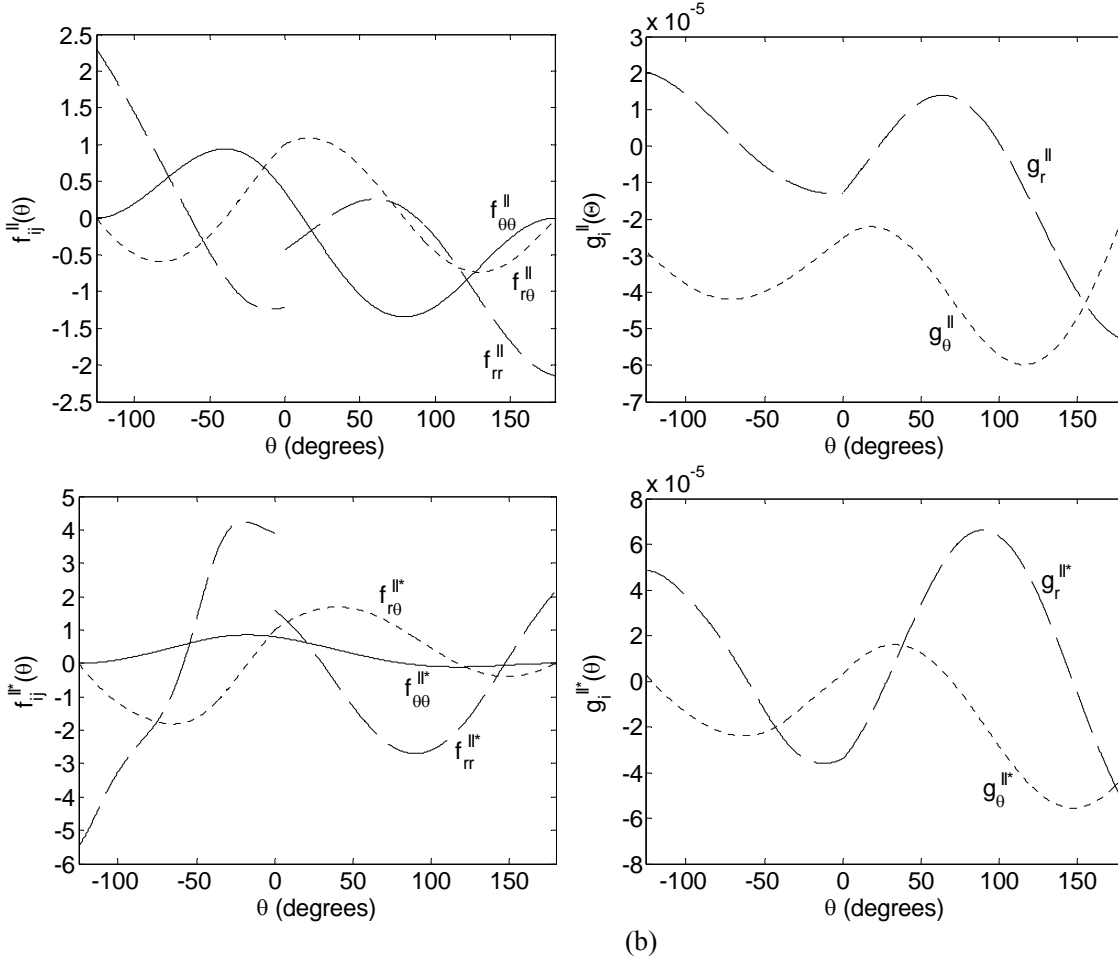 2.5
2
1.5
1
0.5
0
-0.5
-1
-1.5
-2
-2.5
-100 -50 0 50 100 150
θ (degrees)
f_ij^II(θ)
f_θθ^II
f_rθ^II
f_rr^II
x 10^-5
3
2
1
0
-1
-2
-3
-4
-5
-6
-7
-100 -50 0 50 100 150
θ (degrees)
g_i^II(Θ)
g_r^II
g_θ^II
5
4
3
2
1
0
-1
-2
-3
-4
-5
-6
-100 -50 0 50 100 150
θ (degrees)
f_ij^II*(θ)
f_rθ^II*
f_θθ^II*
f_rr^II*
x 10^-5
8
6
4
2
0
-2
-4
-6
-8
-100 -50 0 50 100 150
θ (degrees)
g_i^II*(θ)
g_r^II*
g_θ^II*
(b)